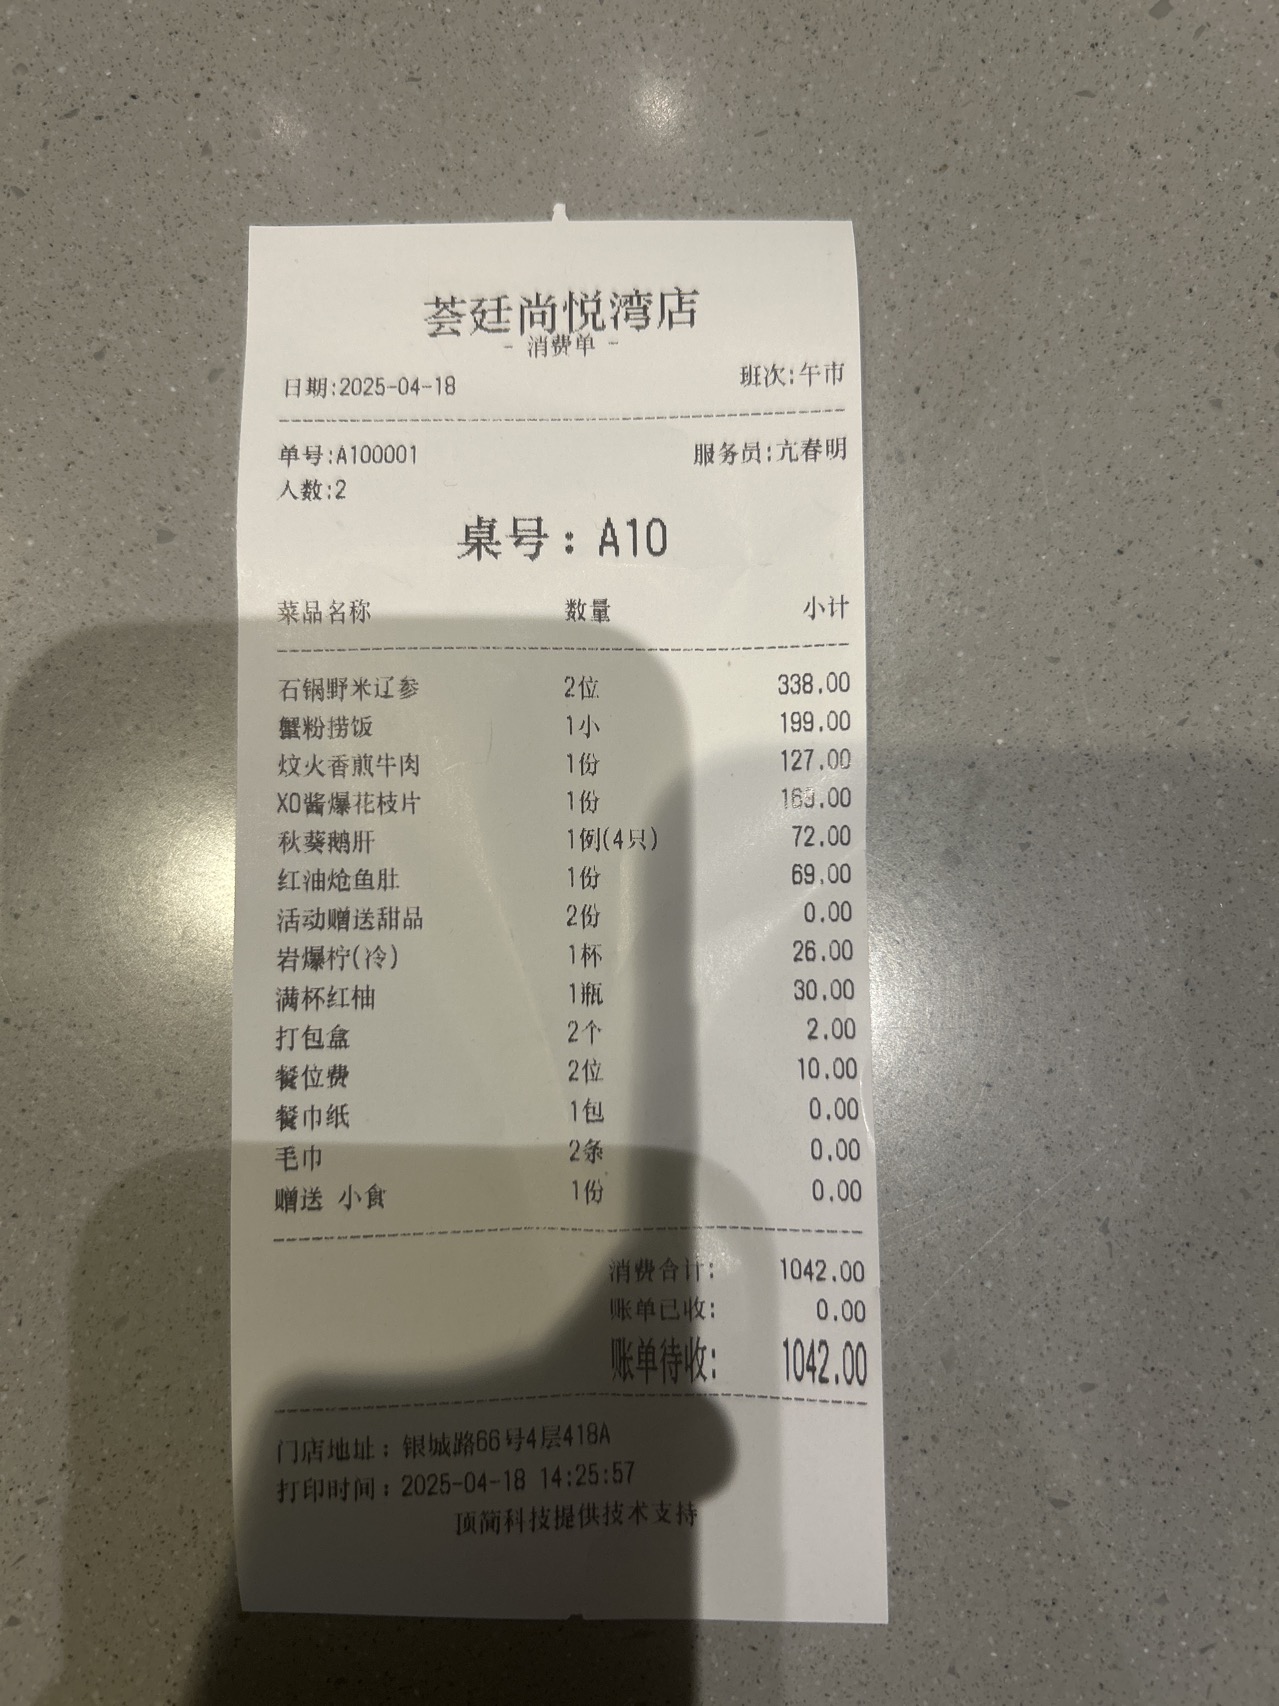 荟廷尚悦湾店
- 消费单 -
日期:2025-04-18 班次:午市
单号:A100001 服务员:亢春明
人数:2
桌号：A10
菜品名称 数量 小计
石锅野米辽参 2位 338.00
蟹粉捞饭 1小 199.00
炆火香煎牛肉 1份 127.00
XO酱爆花枝片 1份 169.00
秋葵鹅肝 1例(4只) 72.00
红油炝鱼肚 1份 69.00
活动赠送甜品 2份 0.00
岩爆柠(冷) 1杯 26.00
满杯红柚 1瓶 30.00
打包盒 2个 2.00
餐位费 2位 10.00
餐巾纸 1包 0.00
毛巾 2条 0.00
赠送 小食 1份 0.00
消费合计: 1042.00
账单已收: 0.00
账单待收: 1042.00
门店地址：银城路66号4层418A
打印时间：2025-04-18 14:25:57
顶简科技提供技术支持